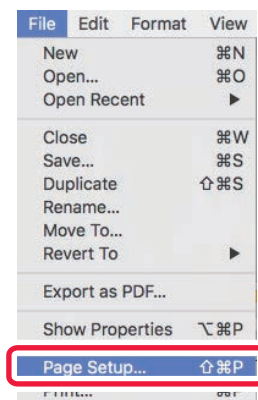 File Edit Format View
New ⌘N
Open... ⌘O
Open Recent ▶
Close ⌘W
Save... ⌘S
Duplicate ⇧⌘S
Rename...
Move To...
Revert To ▶
Export as PDF...
Show Properties ⌥⌘P
Page Setup... ⇧⌘P
Print... ⌘P